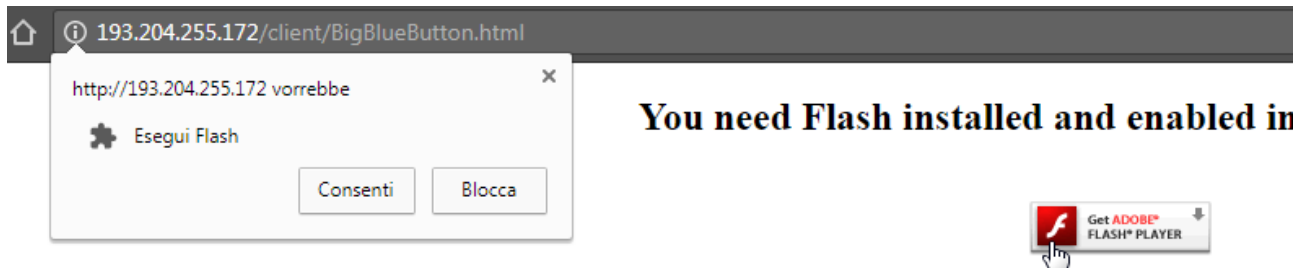 193.204.255.172/client/BigBlueButton.html
http://193.204.255.172 vorrebbe
Esegui Flash
Consenti
Blocca
You need Flash installed and enabled in
Get ADOBE®
FLASH® PLAYER